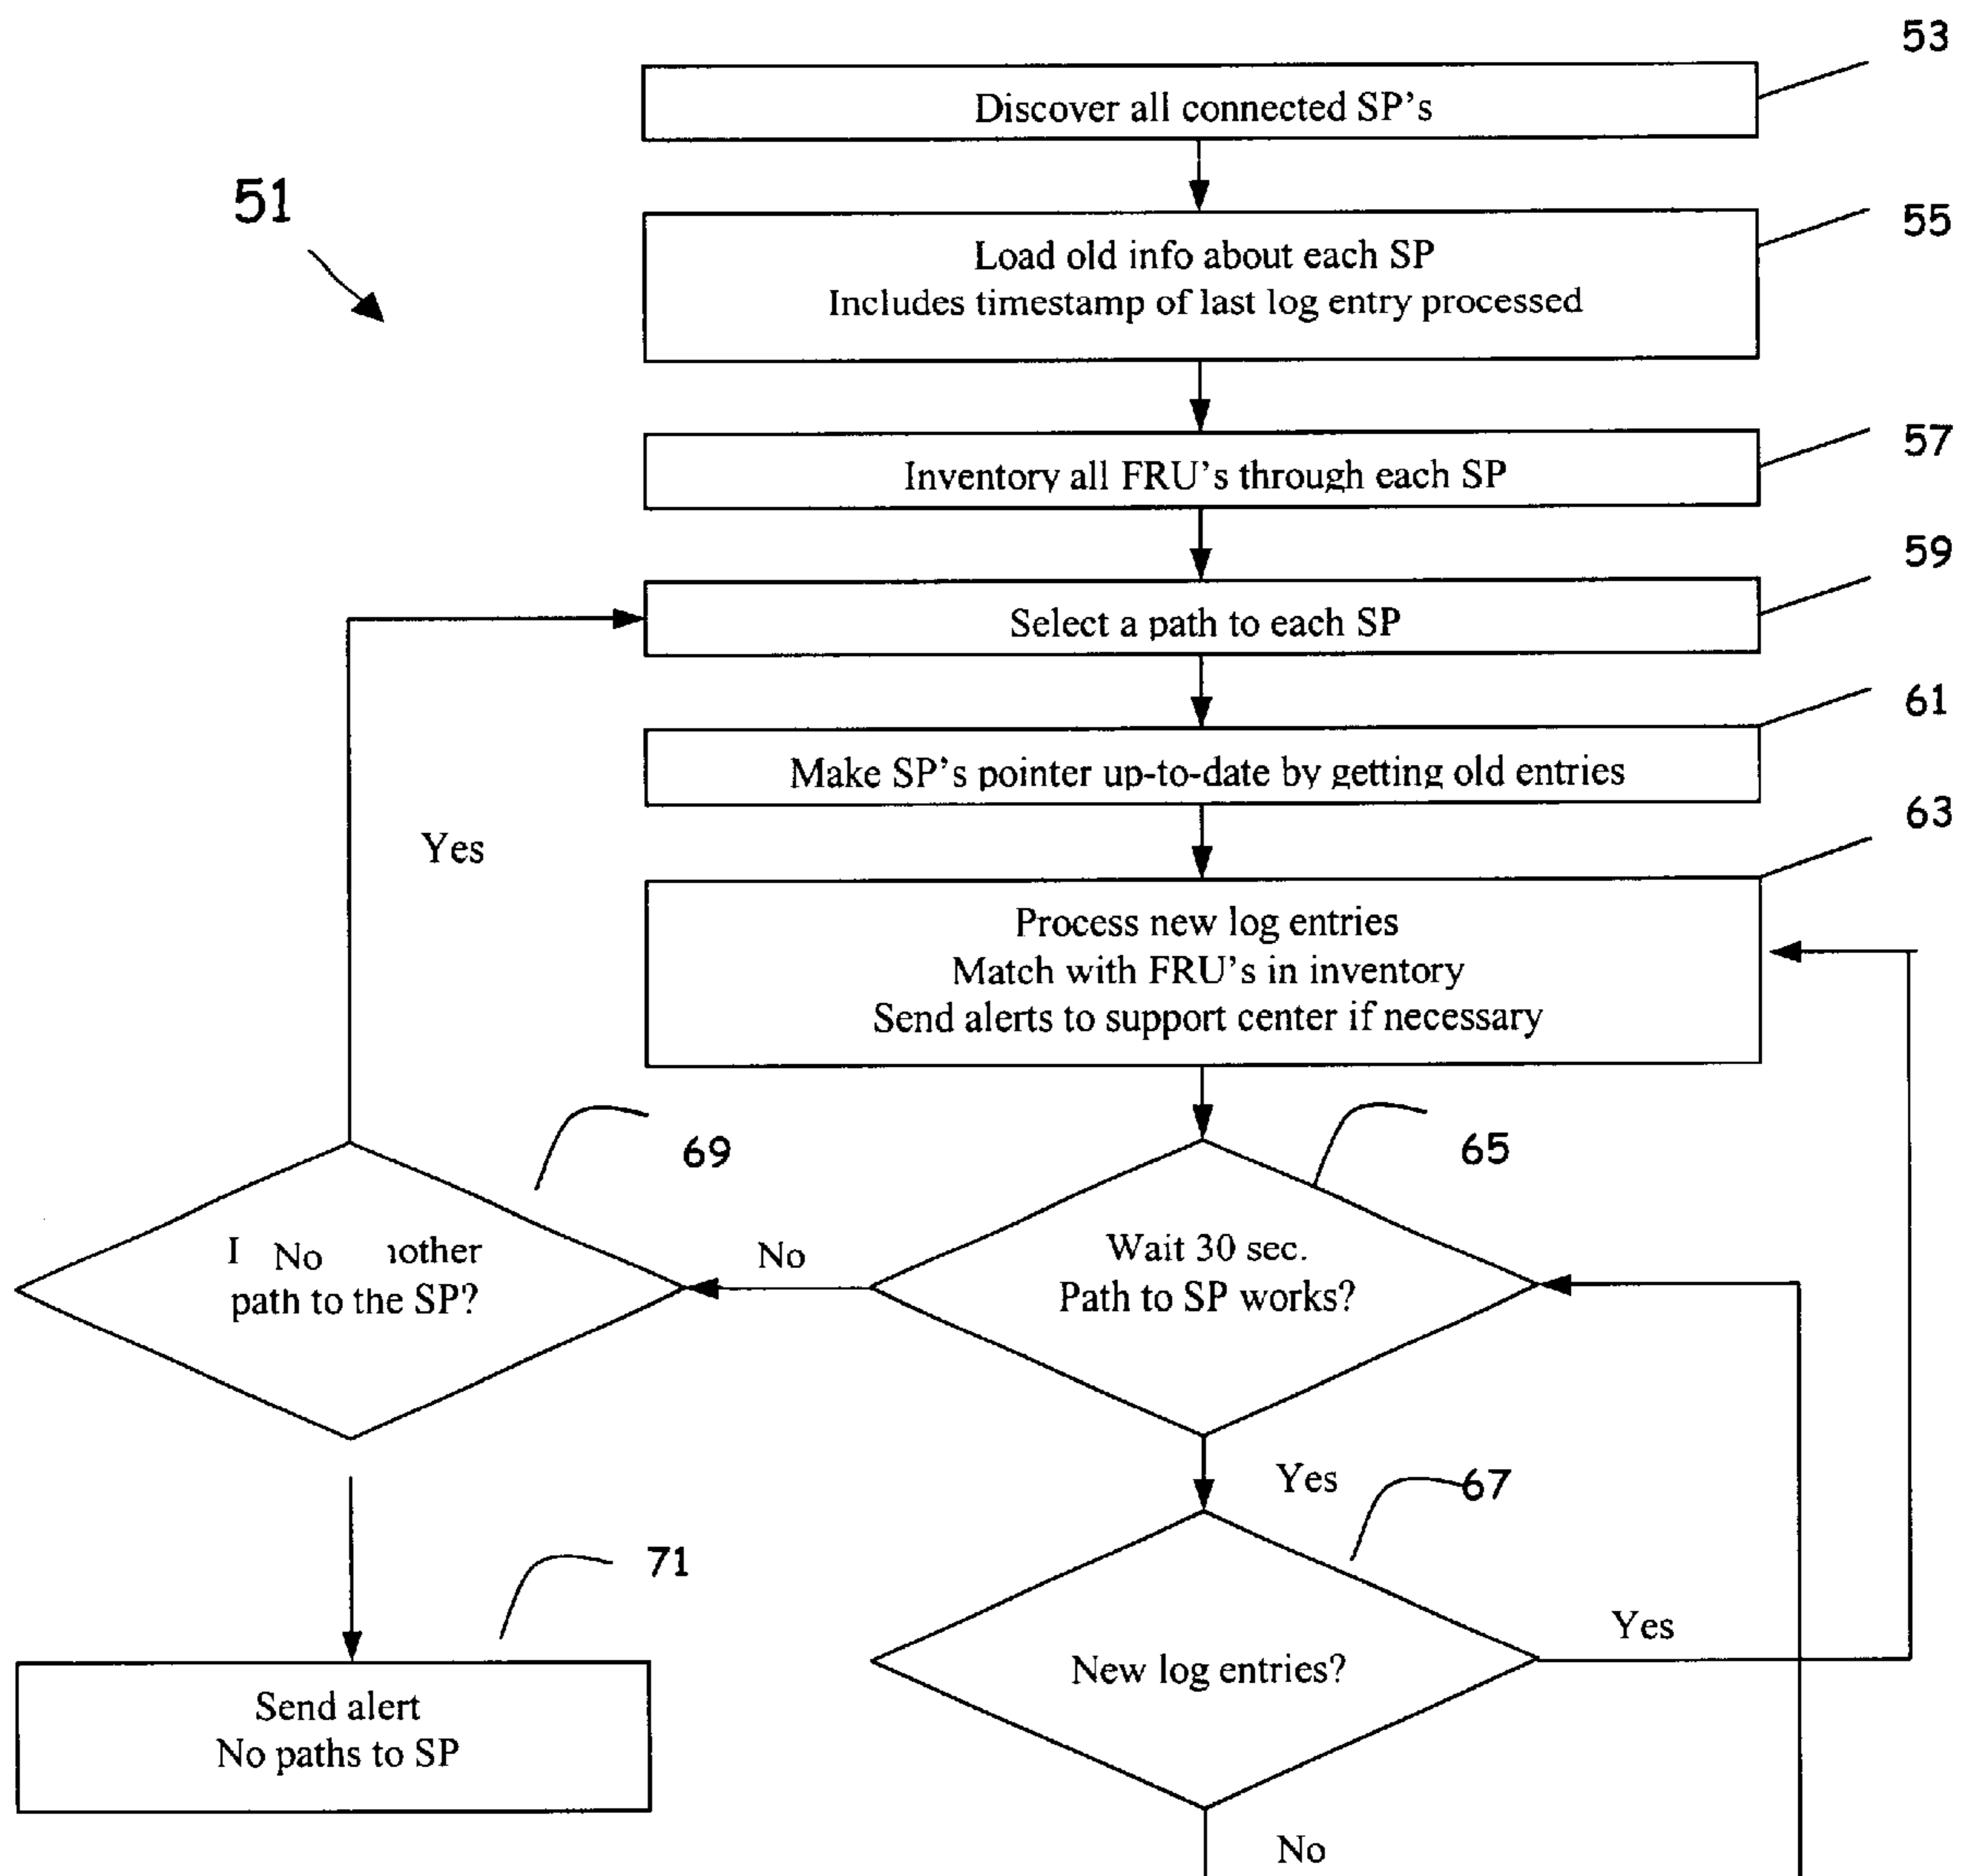 53
Discover all connected SP's
51
55
Load old info about each SP
Includes timestamp of last log entry processed
57
Inventory all FRU's through each SP
59
Select a path to each SP
61
Make SP's pointer up-to-date by getting old entries
63
Yes
Process new log entries
Match with FRU's in inventory
Send alerts to support center if necessary
69
65
I No nother
path to the SP?
No
Wait 30 sec.
Path to SP works?
Yes
67
71
Yes
New log entries?
Send alert
No paths to SP
No